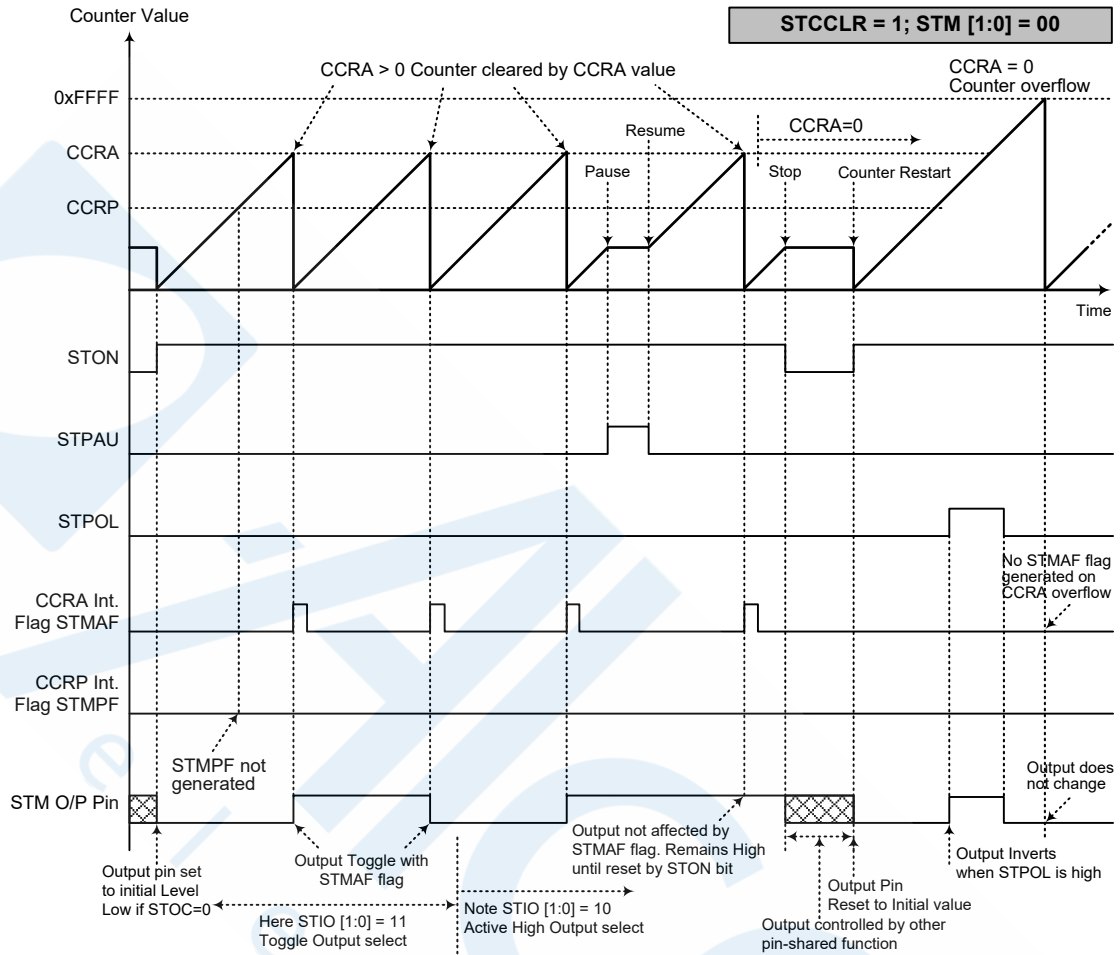 Counter Value
STCCLR = 1; STM [1:0] = 00
CCRA > 0 Counter cleared by CCRA value
CCRA = 0
Counter overflow
0xFFFF
Resume
CCRA=0
CCRA
Pause
Stop
Counter Restart
CCRP
Time
STON
STPAU
STPOL
No STMAF flag
generated on
CCRA overflow
CCRA Int.
Flag STMAF
CCRP Int.
Flag STMPF
STMPF not
generated
Output does
not change
STM O/P Pin
Output pin set
to initial Level
Low if STOC=0
Output Toggle with
STMAF flag
Output not affected by
STMAF flag. Remains High
until reset by STON bit
Output Inverts
when STPOL is high
Output Pin
Reset to Initial value
Here STIO [1:0] = 11
Toggle Output select
Note STIO [1:0] = 10
Active High Output select
Output controlled by other
pin-shared function